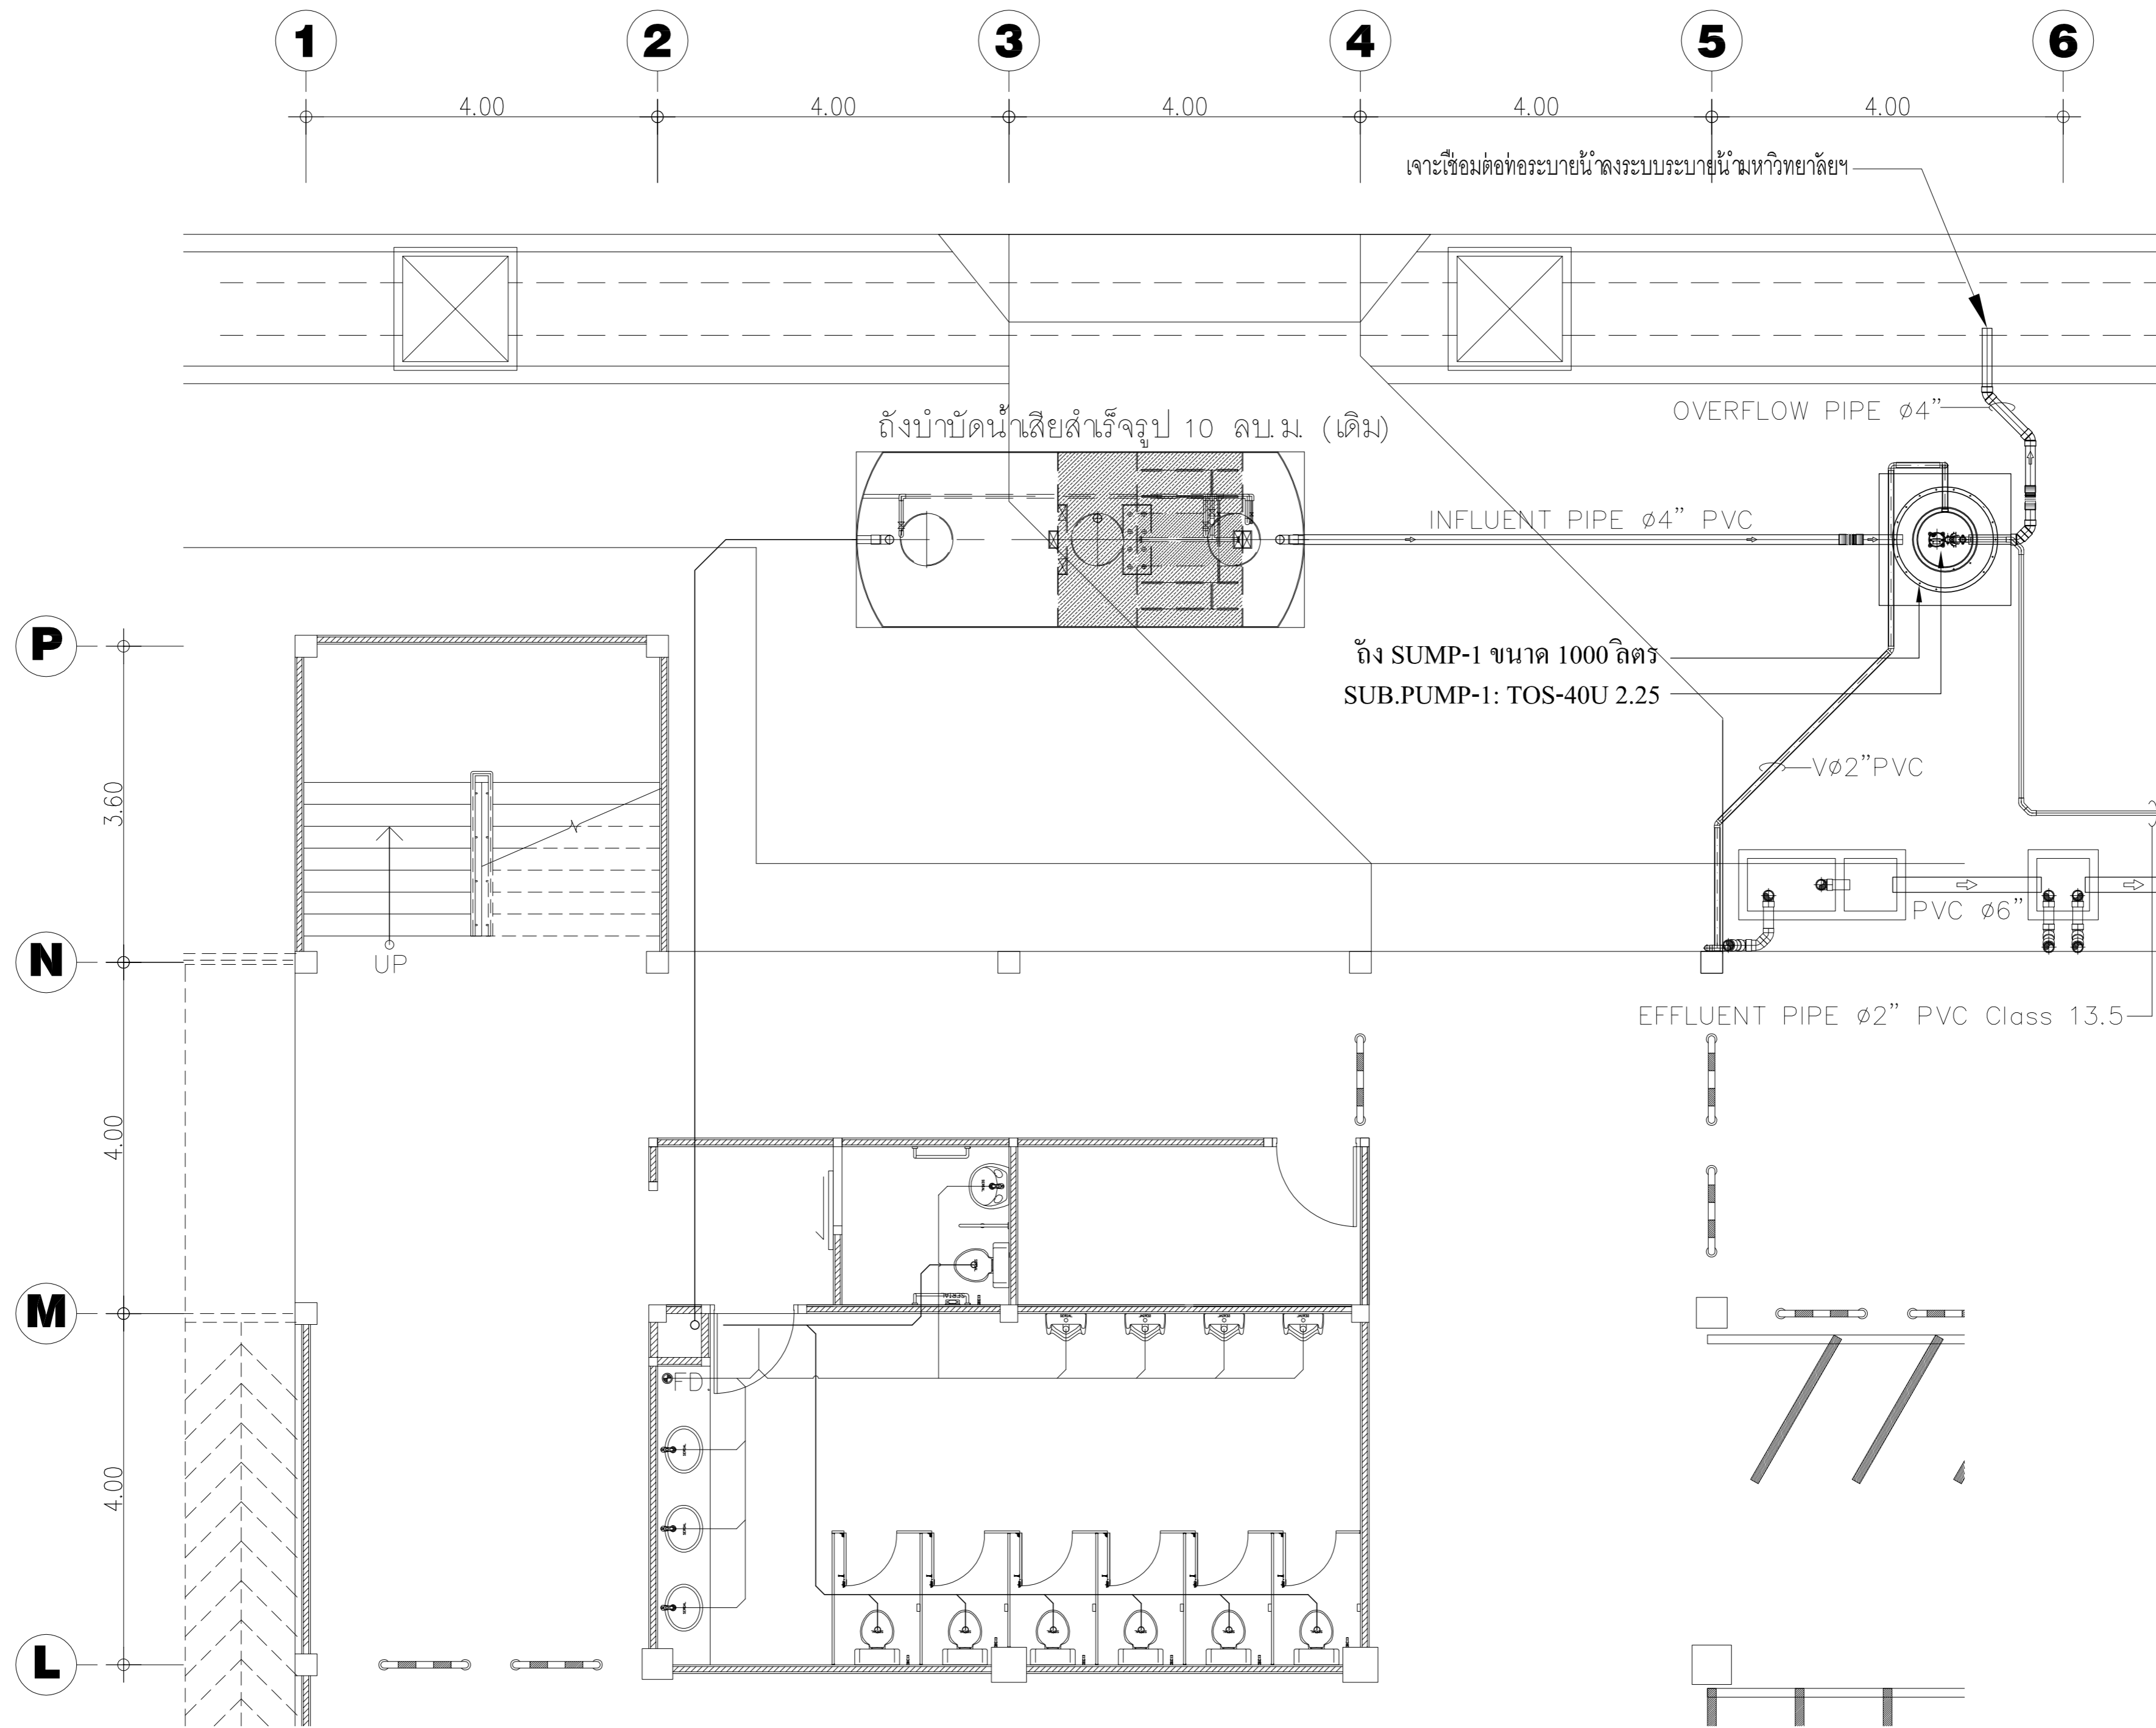 1 2 3 4 5 6
4.00 4.00 4.00 4.00 4.00
เจาะเชื่อมต่อท่อระบายน้ำลงระบบระบายน้ำมหาวิทยาลัยฯ
OVERFLOW PIPE ø4"
ถังบำบัดน้ำเสียสำเร็จรูป 10 ลบ.ม. (เดิม)
INFLUENT PIPE ø4" PVC
P
ถัง SUMP-1 ขนาด 1000 ลิตร
SUB.PUMP-1: TOS-40U 2.25
Vø2"PVC
3.60
PVC ø6"
N
UP
EFFLUENT PIPE ø2" PVC Class 13.5
4.00
M
FD.
4.00
L